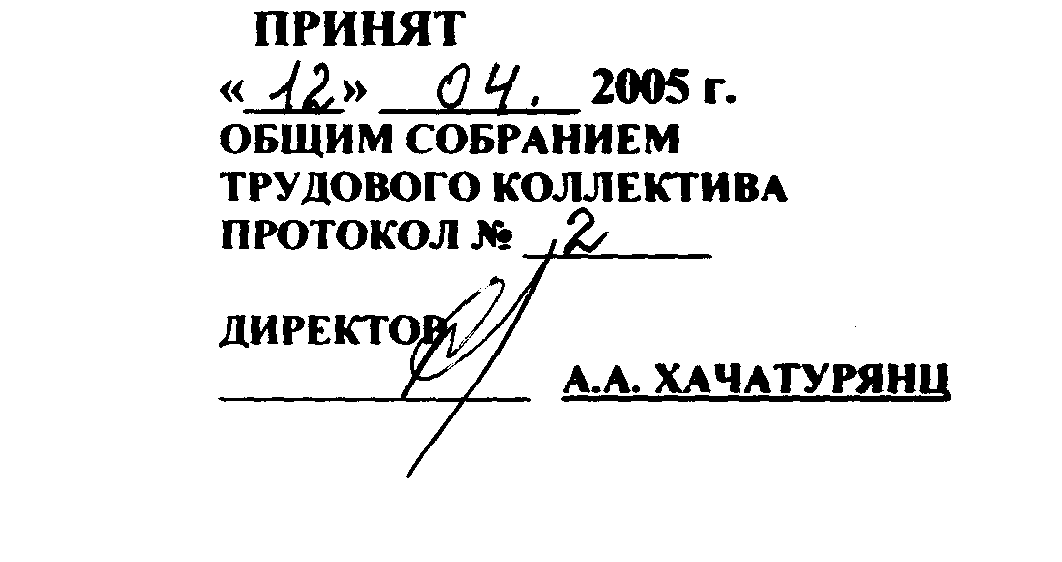 ПРИНЯТ
«12» 04. 2005 г.
ОБЩИМ СОБРАНИЕМ
ТРУДОВОГО КОЛЛЕКТИВА
ПРОТОКОЛ № 2
ДИРЕКТОР
А.А. ХАЧАТУРЯНЦ